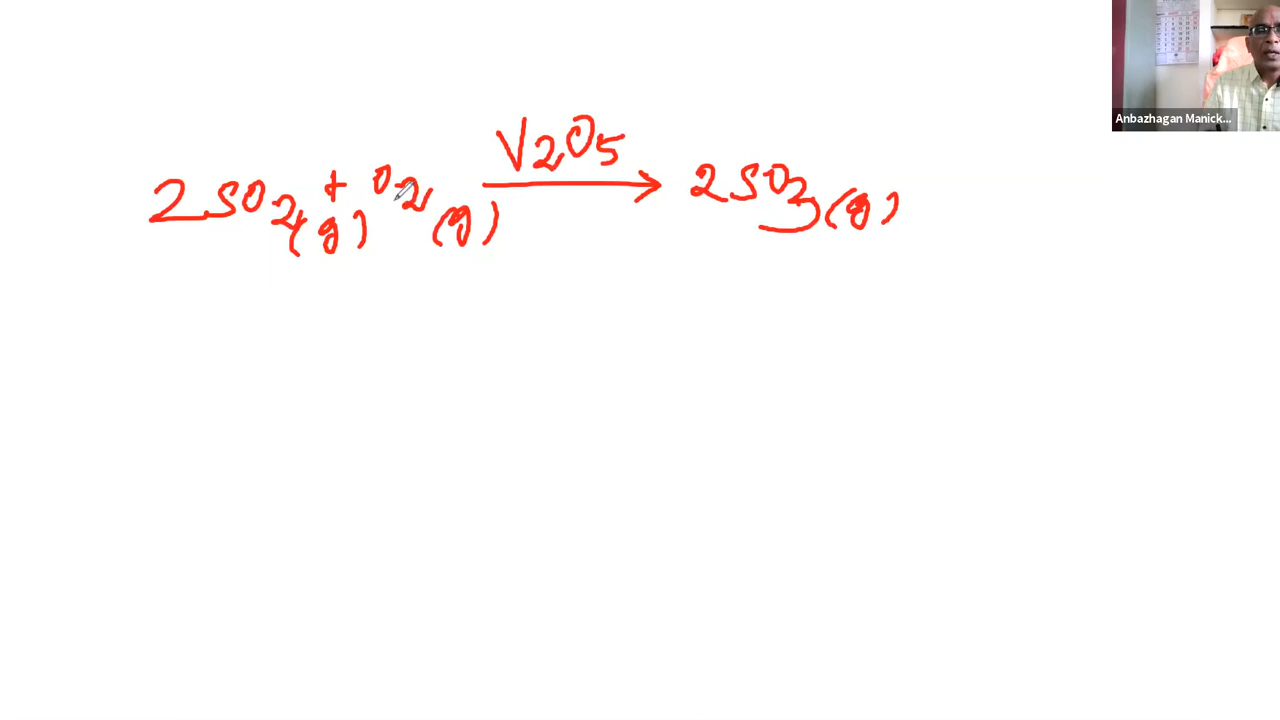 Anbazhagan Manick...
V2O5
2SO2(g) + O2(g) → 2SO3(g)